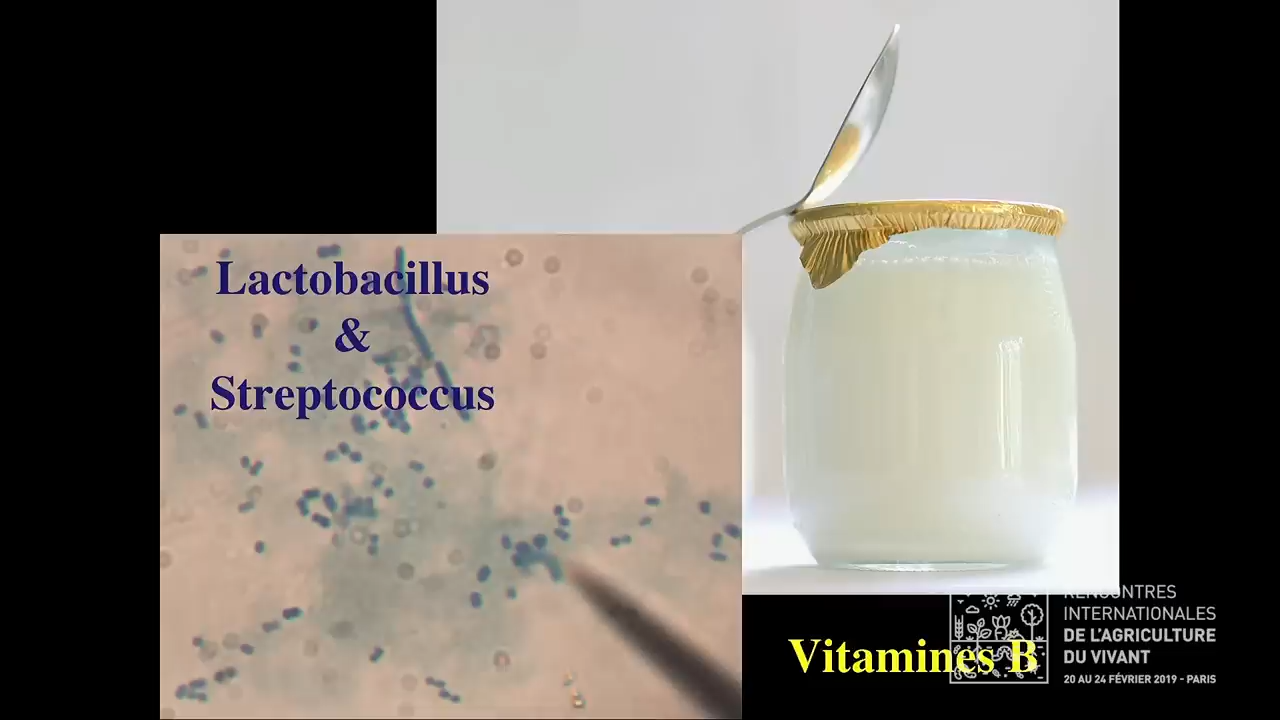 Lactobacillus
&
Streptococcus
Vitamines B
RENCONTRES
INTERNATIONALES
DE L'AGRICULTURE
DU VIVANT
20 AU 24 FÉVRIER 2019 - PARIS